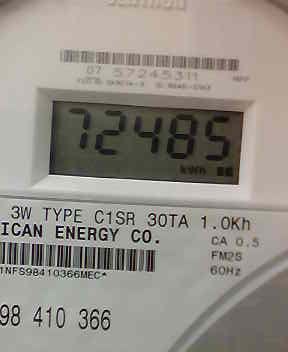 07 57245311
72485
kWh
3W TYPE C1SR 30TA 1.0Kh
ICAN ENERGY CO.
CA 0.5
FM2S
60Hz
1NFS98410366MEC*
98 410 366